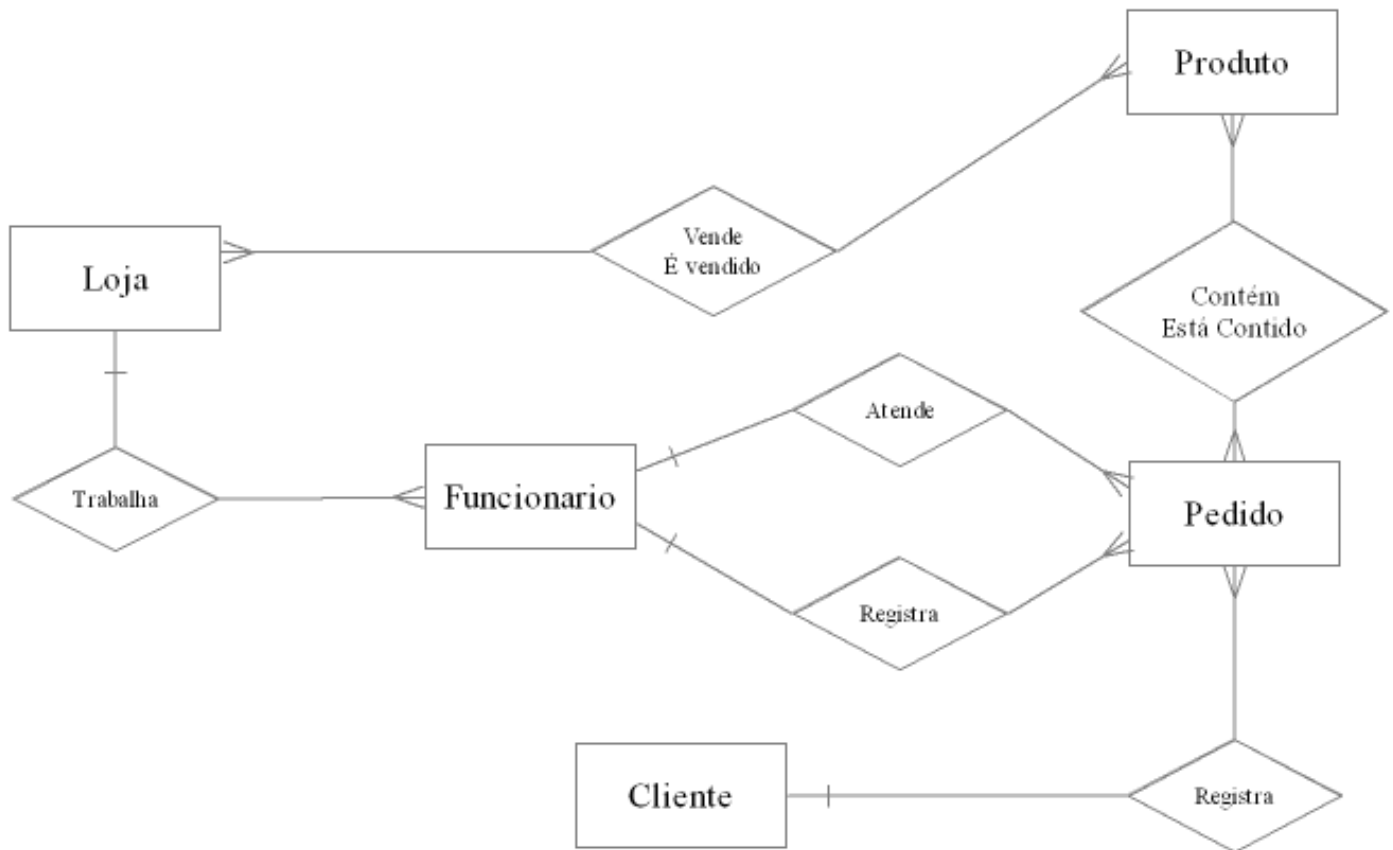 Produto
Vende
É vendido
Loja
Contém
Está Contido
Atende
Trabalha
Funcionario
Pedido
Registra
Cliente
Registra